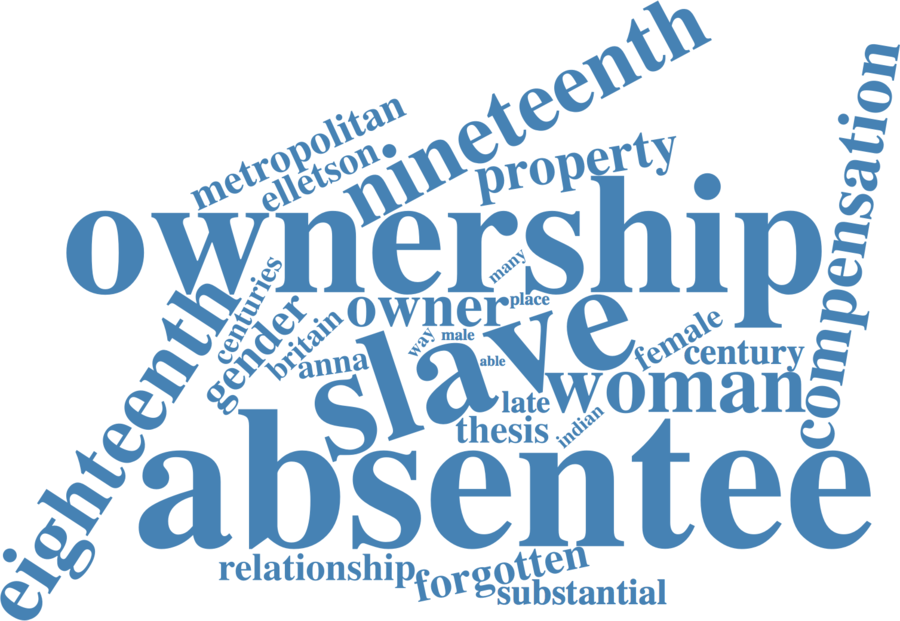 nineteenth
metropolitan
elletson
property
compensation
ownership
many
centuries
eighteenth
gender
britain
owner
place
way
male
able
anna
slave
female
century
woman
late
thesis
indian
absentee
relationship
forgotten
substantial